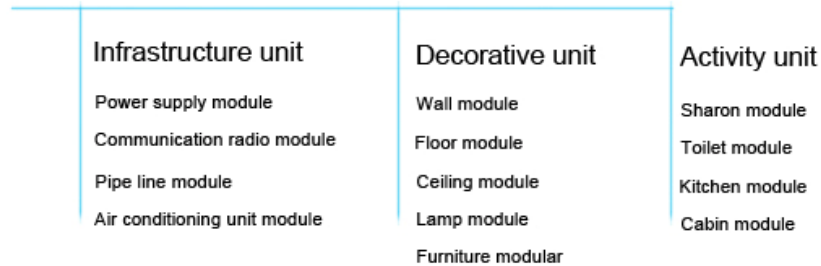 Infrastructure unit
Power supply module
Communication radio module
Pipe line module
Air conditioning unit module
Decorative unit
Wall module
Floor module
Ceiling module
Lamp module
Furniture modular
Activity unit
Sharon module
Toilet module
Kitchen module
Cabin module